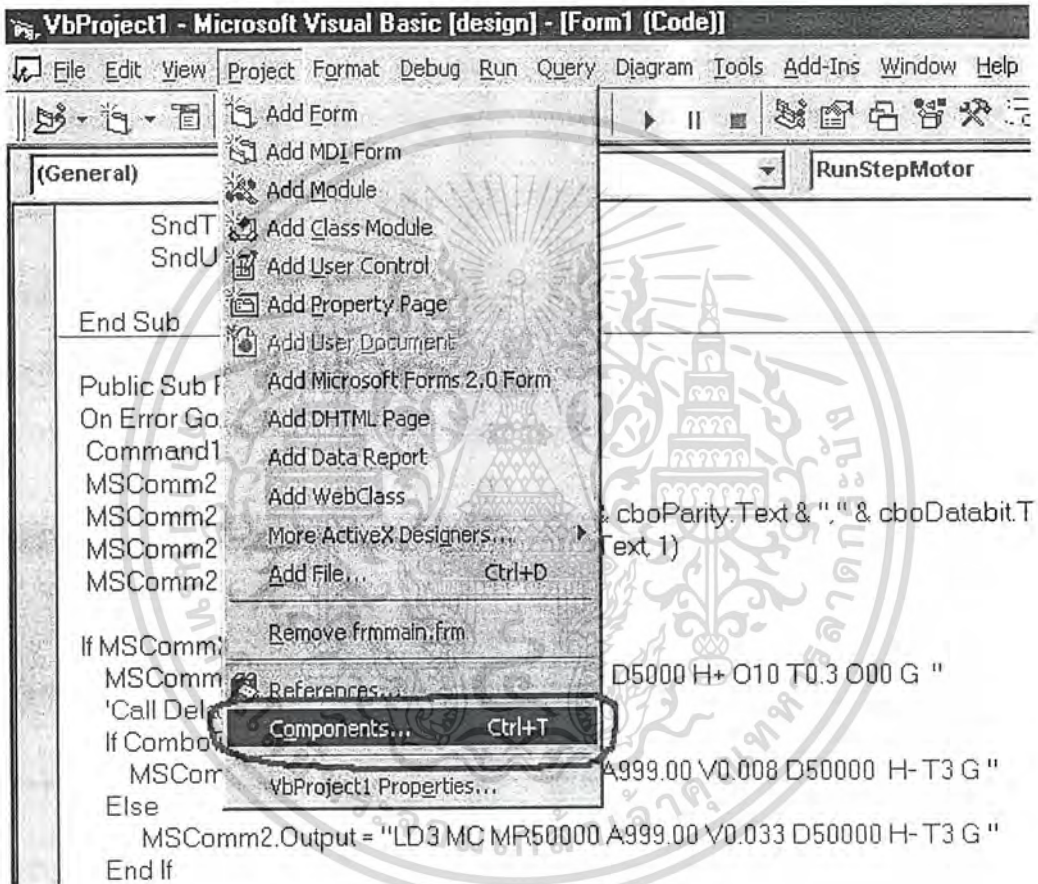 VbProject1 - Microsoft Visual Basic [design] - [Form1 (Code)]
File Edit View Project Format Debug Run Query Diagram Tools Add-Ins Window Help
(General)
RunStepMotor
Add Form
Add MDI Form
Add Module
Add Class Module
Add User Control
Add Property Page
Add User Document
Add Microsoft Forms 2.0 Form
Add DHTML Page
Add Data Report
Add WebClass
More ActiveX Designers...
Add File... Ctrl+D
Remove frmmain.frm
References...
Components... Ctrl+T
VbProject1 Properties...
SndT
SndU
End Sub
Public Sub
On Error Go
Command1
MSComm2
MSComm2 & cboParity.Text & "," & cboDatabit.T
MSComm2 Text, 1)
MSComm2
If MSComm
MSComm D5000 H+ O10 T0.3 O00 G "
'Call Dela
If Combo
MSCom A999.00 V0.008 D50000 H- T3 G "
Else
MSComm2.Output = "LD3 MC MR50000 A999.00 V0.033 D50000 H- T3 G "
End If